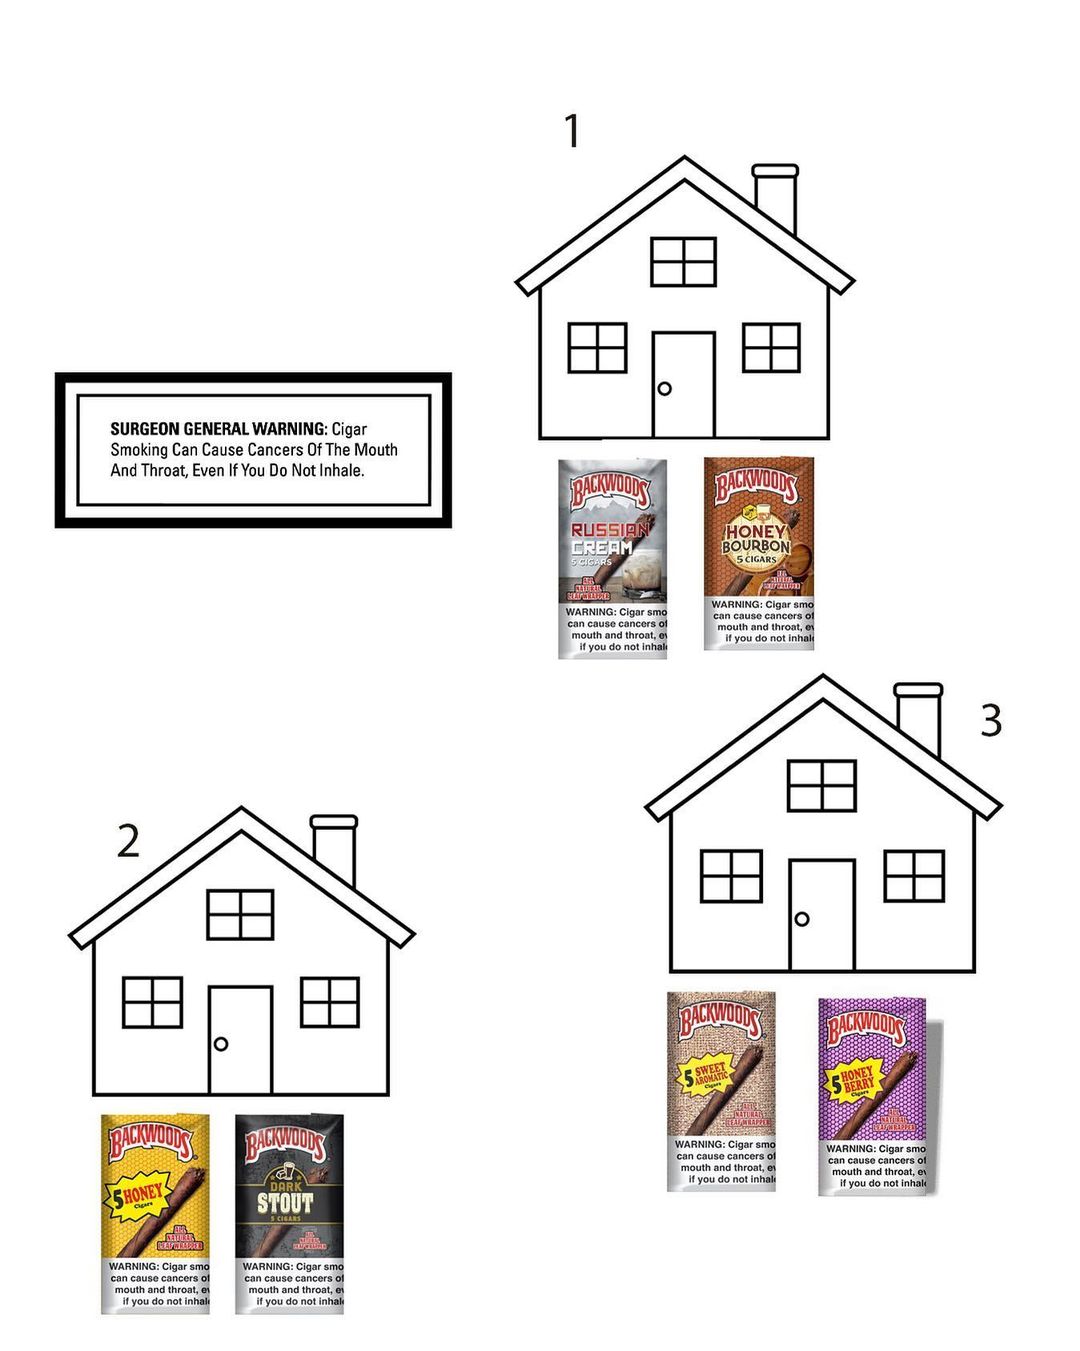 1
SURGEON GENERAL WARNING: Cigar
Smoking Can Cause Cancers Of The Mouth
And Throat, Even If You Do Not Inhale.
BACKWOODS
RUSSIAN
CREAM
5 CIGARS
ALL
NATURAL
LEAF WRAPPER
WARNING: Cigar smo
can cause cancers of
mouth and throat, ev
if you do not inhale
BACKWOODS
HONEY
BOURBON
5 CIGARS
ALL
NATURAL
LEAF WRAPPER
WARNING: Cigar smo
can cause cancers of
mouth and throat, ev
if you do not inhal
3
2
BACKWOODS
5 SWEET
AROMATIC
Cigars
ALL
NATURAL
LEAF WRAPPER
WARNING: Cigar smo
can cause cancers of
mouth and throat, ev
if you do not inhale
BACKWOODS
5 HONEY
BERRY
Cigars
ALL
NATURAL
LEAF WRAPPER
WARNING: Cigar smo
can cause cancers of
mouth and throat, ev
if you do not inhale
BACKWOODS
5 HONEY
Cigars
ALL
NATURAL
LEAF WRAPPER
WARNING: Cigar smo
can cause cancers of
mouth and throat, ev
if you do not inhale
BACKWOODS
DARK
STOUT
5 CIGARS
ALL
NATURAL
LEAF WRAPPER
WARNING: Cigar smo
can cause cancers of
mouth and throat, ev
if you do not inhale